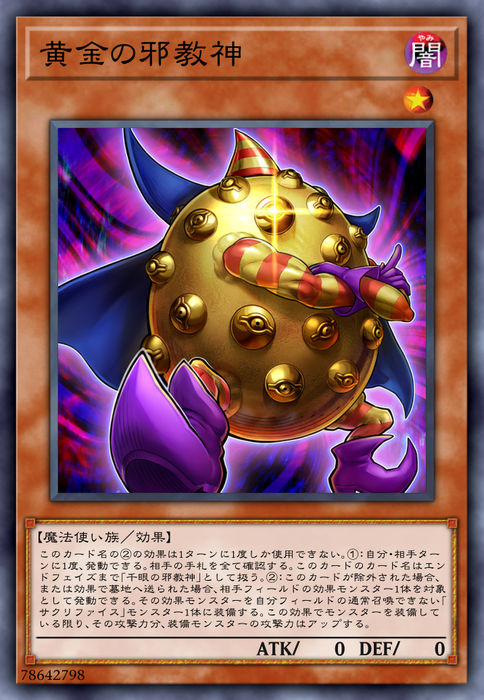 黄金の邪教神
やみ
闇
【魔法使い族／効果】
このカード名の②の効果は1ターンに1度しか使用できない。①:自分・相手ターンに1度、発動できる。相手の手札を全て確認する。このカードのカード名はエンドフェイズまで「千眼の邪教神」として扱う。②:このカードが除外された場合、または効果で墓地へ送られた場合、相手フィールドの効果モンスター1体を対象として発動できる。その効果モンスターを自分フィールドの通常召喚できない「サクリファイス」モンスター1体に装備する。この効果でモンスターを装備している限り、その攻撃力分、装備モンスターの攻撃力はアップする。
ATK/ 0 DEF/ 0
78642798